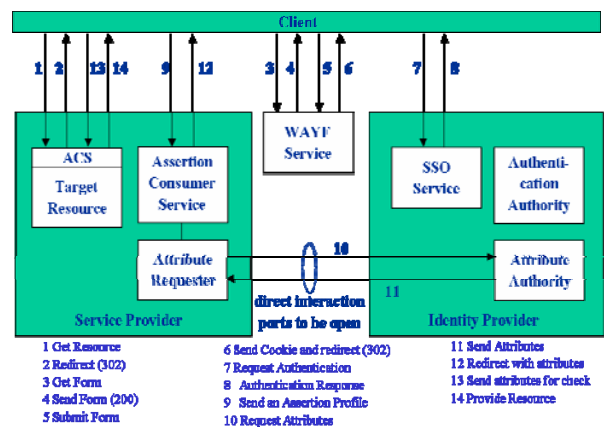 Client
1 2 13 14 9 12 3 4 5 6 7 8
ACS
Target
Resource
Assertion
Consumer
Service
WAYF
Service
SSO
Service
Authenti-
cation
Authority
Attribute
Requester
10
Attribute
Authority
11
direct interaction
ports to be open
Service Provider
Identity Provider
1 Get Resource
2 Redirect (302)
3 Get Form
4 Send Form (200)
5 Submit Form
6 Send Cookie and redirect (302)
7 Request Authentication
8 Authentication Response
9 Send an Assertion Profile
10 Request Attributes
11 Send Attributes
12 Redirect with attributes
13 Send attributes for check
14 Provide Resource